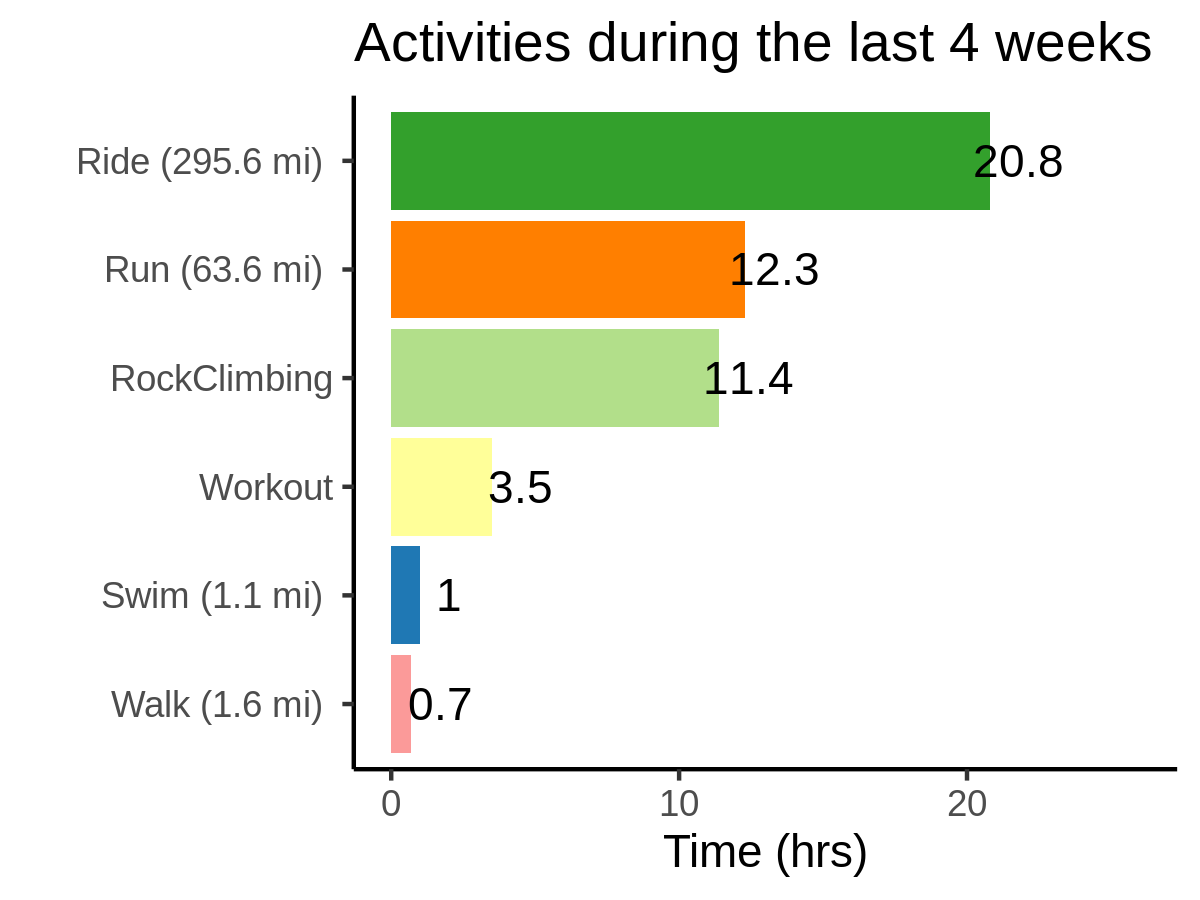 Activities during the last 4 weeks
Ride (295.6 mi) 20.8
Run (63.6 mi) 12.3
RockClimbing 11.4
Workout 3.5
Swim (1.1 mi) 1
Walk (1.6 mi) 0.7
0 10 20
Time (hrs)